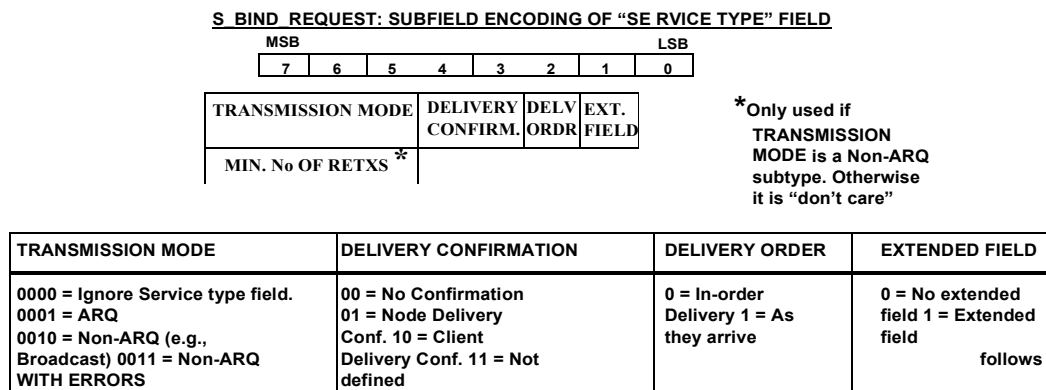 S_BIND_REQUEST: SUBFIELD ENCODING OF “SE RVICE TYPE” FIELD
MSB LSB
7 6 5 4 3 2 1 0
TRANSMISSION MODE DELIVERY CONFIRM. DELV ORDR EXT. FIELD
MIN. No OF RETXS *
*Only used if
TRANSMISSION
MODE is a Non-ARQ
subtype. Otherwise
it is “don’t care”
TRANSMISSION MODE DELIVERY CONFIRMATION DELIVERY ORDER EXTENDED FIELD
0000 = Ignore Service type field.
0001 = ARQ
0010 = Non-ARQ (e.g.,
Broadcast) 0011 = Non-ARQ
WITH ERRORS
00 = No Confirmation
01 = Node Delivery
Conf. 10 = Client
Delivery Conf. 11 = Not
defined
0 = In-order
Delivery 1 = As
they arrive
0 = No extended
field 1 = Extended
field
follows